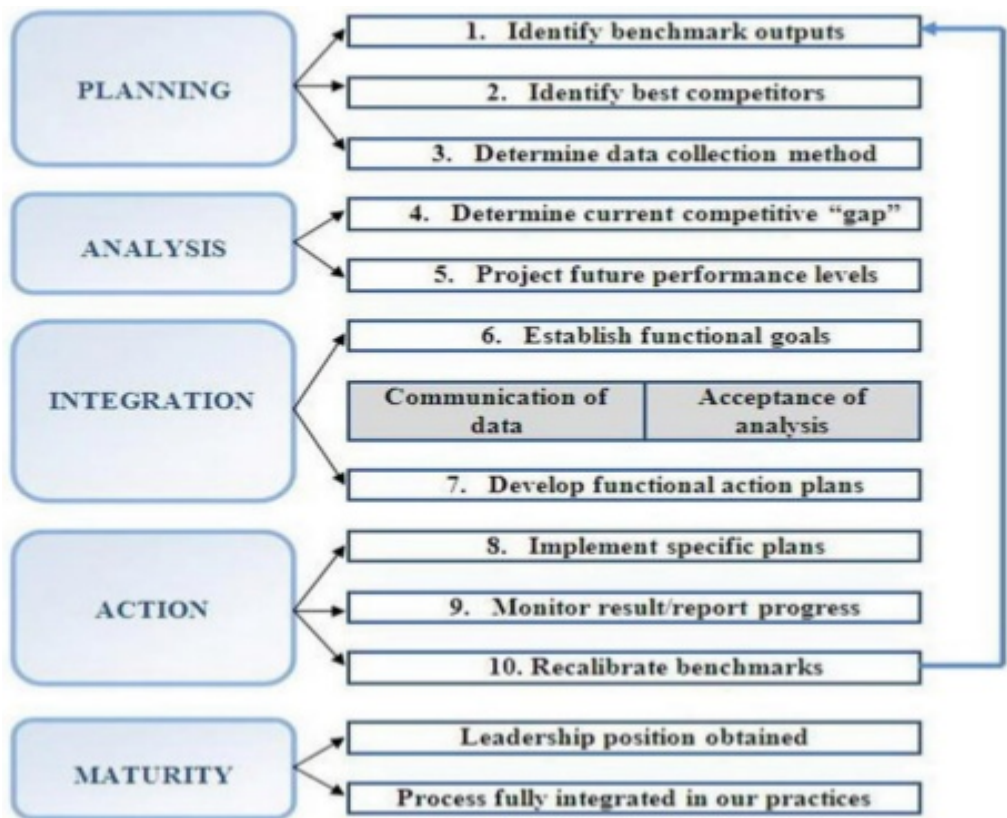 PLANNING
1. Identify benchmark outputs
2. Identify best competitors
3. Determine data collection method
ANALYSIS
4. Determine current competitive “gap”
5. Project future performance levels
INTEGRATION
6. Establish functional goals
Communication of
data
Acceptance of
analysis
7. Develop functional action plans
ACTION
8. Implement specific plans
9. Monitor result/report progress
10. Recalibrate benchmarks
MATURITY
Leadership position obtained
Process fully integrated in our practices